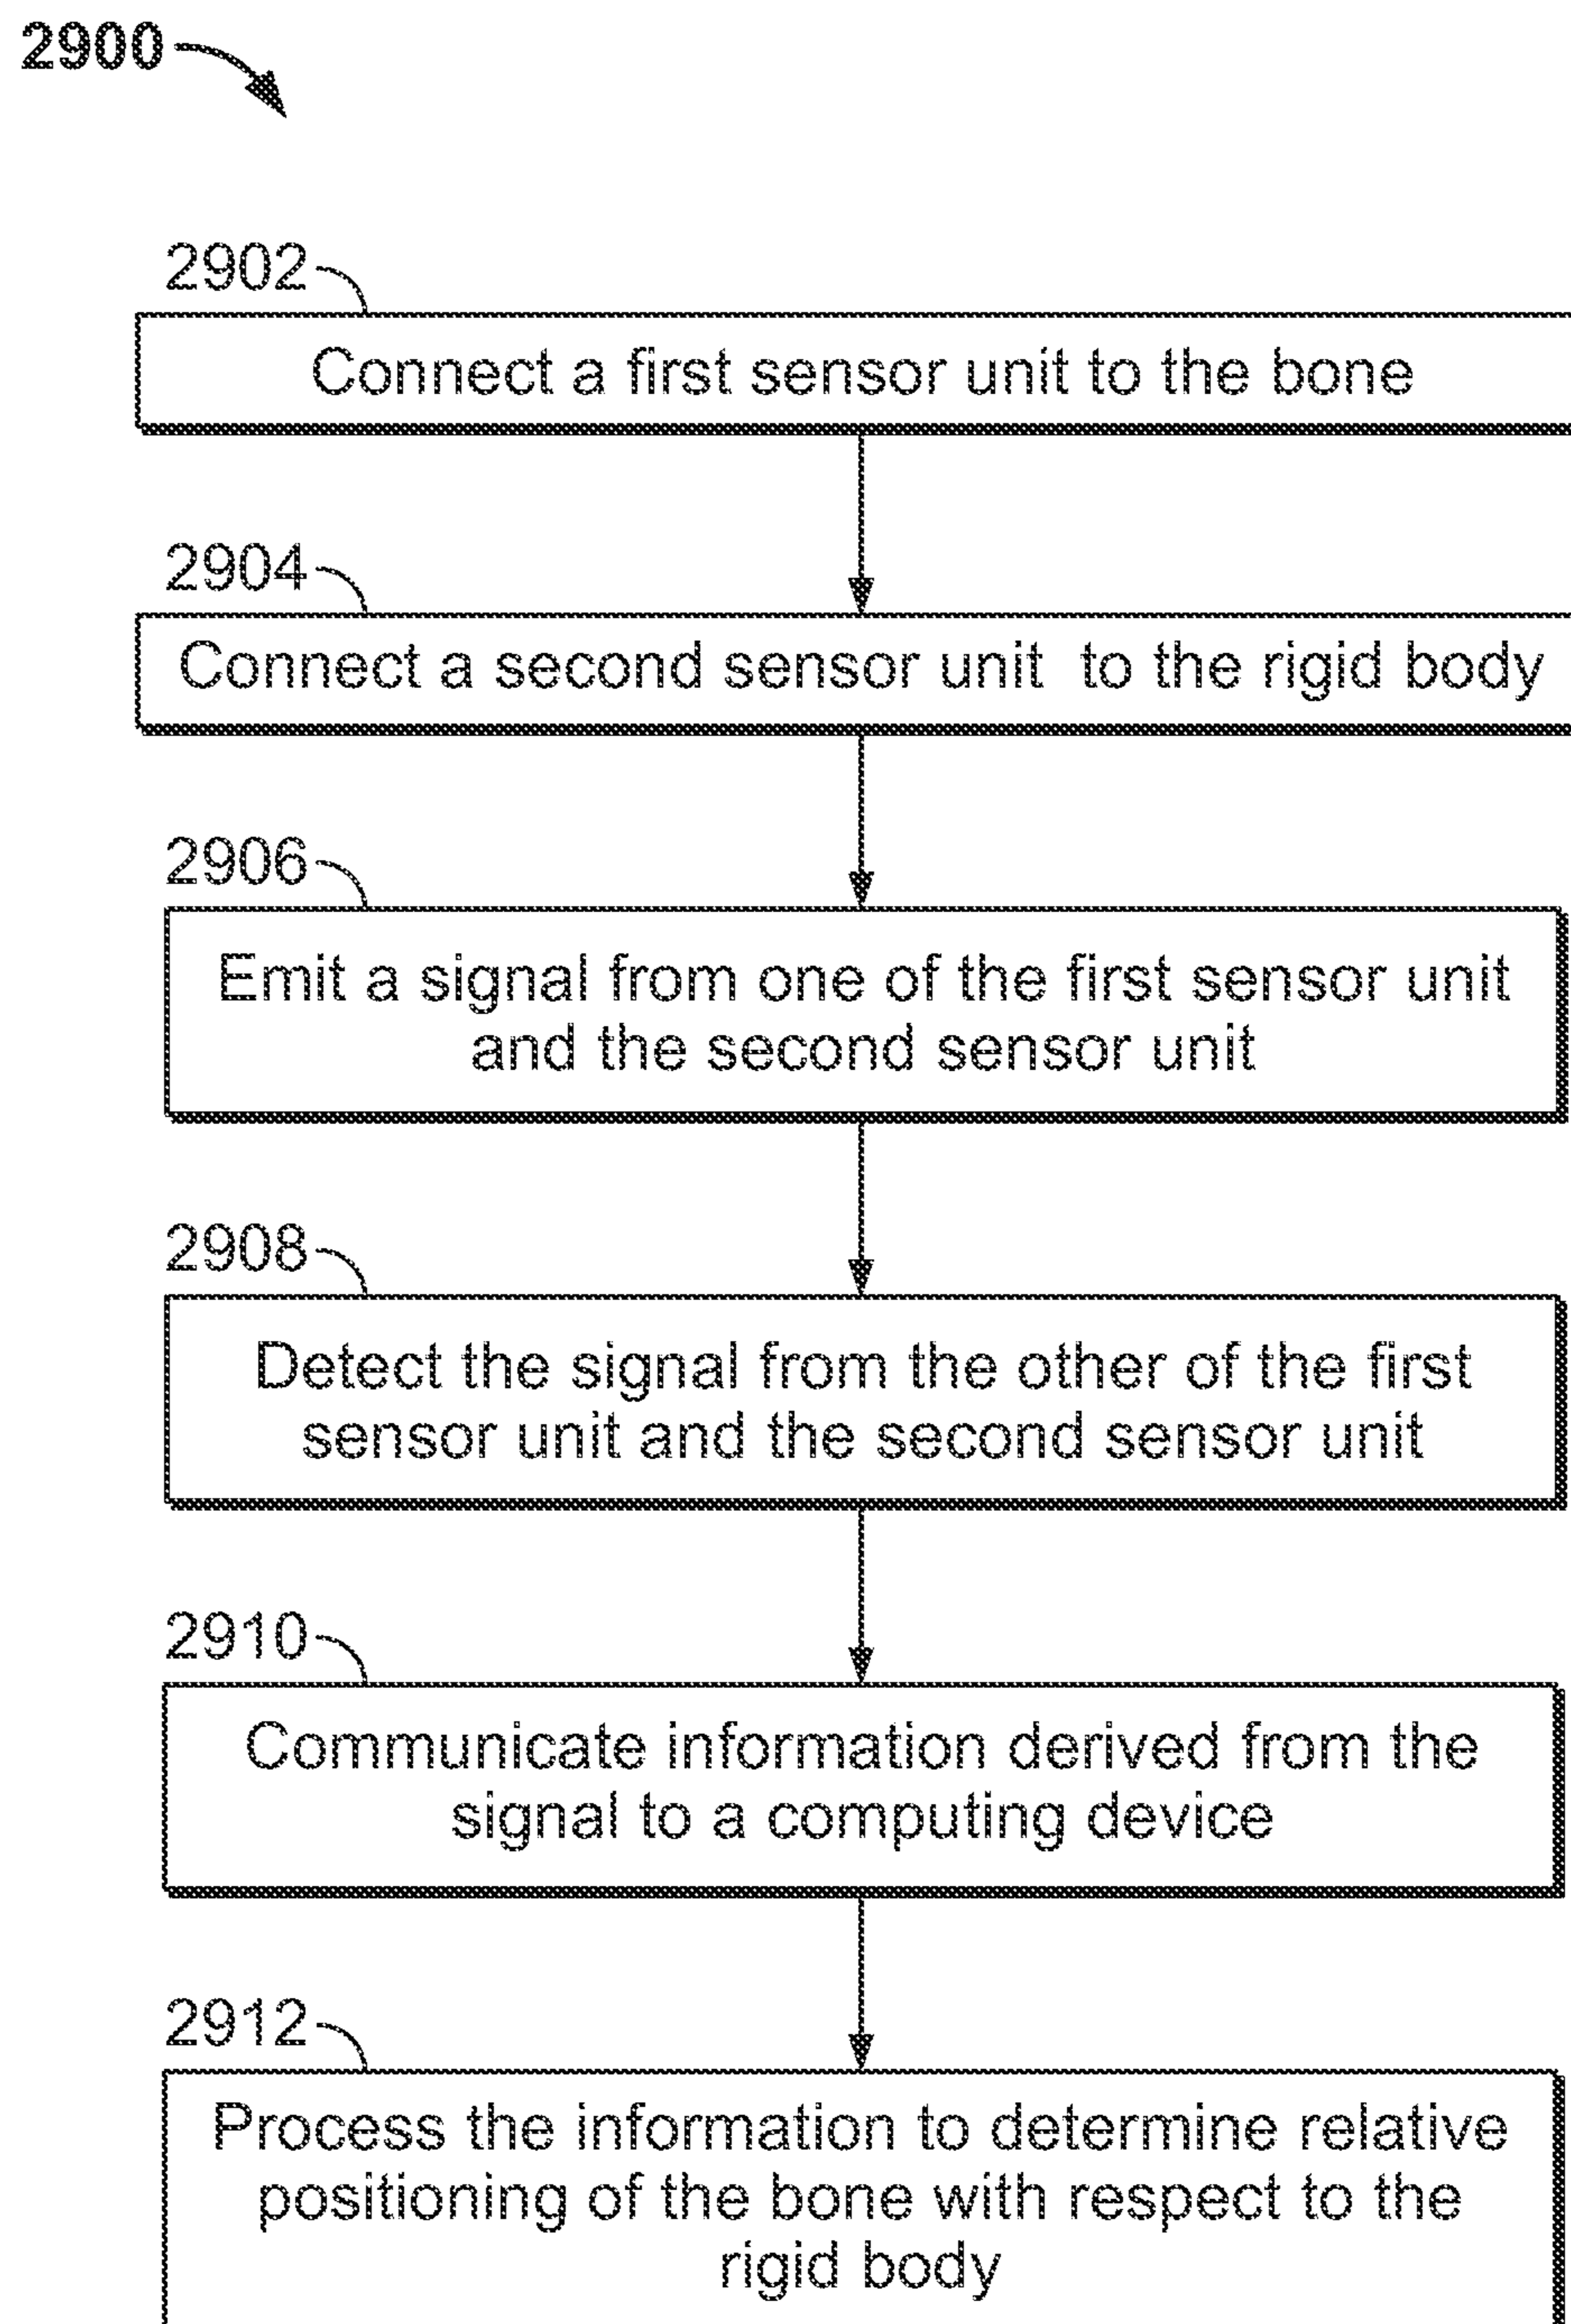 2900
2902
Connect a first sensor unit to the bone
2904
Connect a second sensor unit to the rigid body
2906
Emit a signal from one of the first sensor unit
and the second sensor unit
2908
Detect the signal from the other of the first
sensor unit and the second sensor unit
2910
Communicate information derived from the
signal to a computing device
2912
Process the information to determine relative
positioning of the bone with respect to the
rigid body